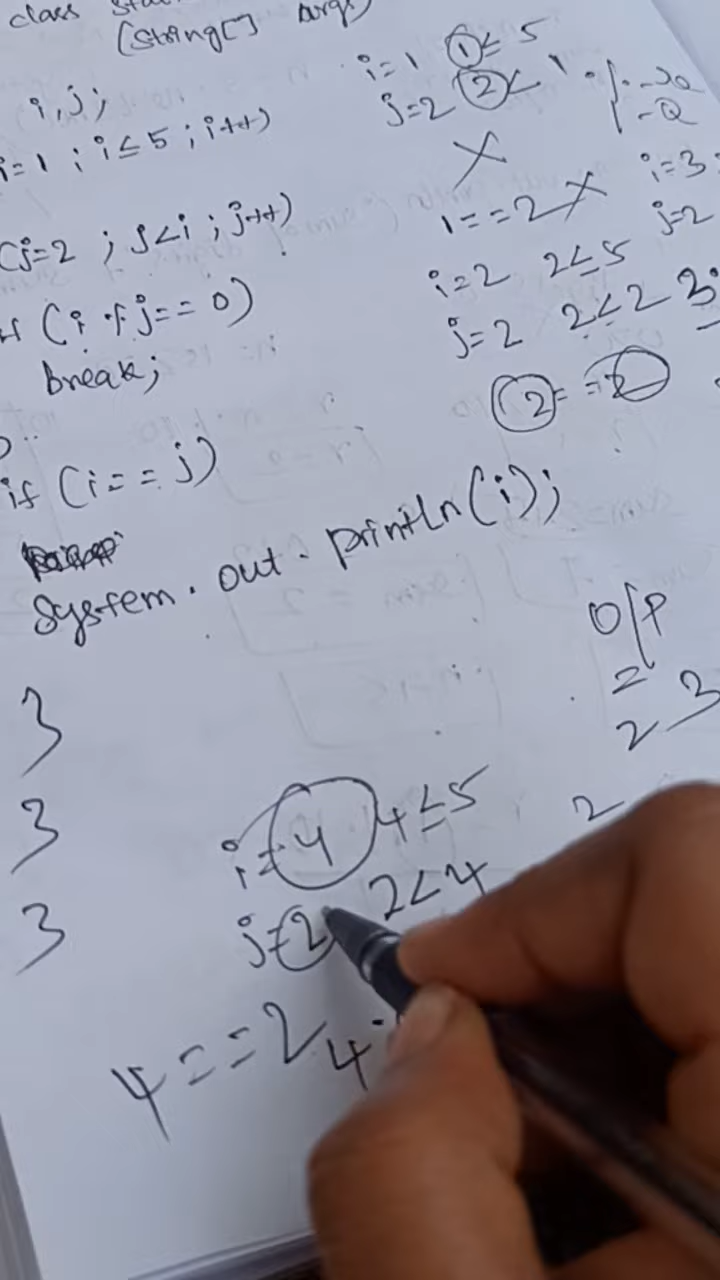 class
(String[] args)
i, j;
i=1 ; i≤5 ; i++)
(j=2 ; j<i ; j++)
if (i % j == 0)
break;
if (i == j)
System.out.println(i);
}
}
}
i=1 1≤5
j=2 2<1
X
1==2 X
i=2 2≤5
j=2 2<2
2==2
i=3
j=2
3
O/P
=
2 3
2
i=4 4≤5
j=2 2<4
4==2
4